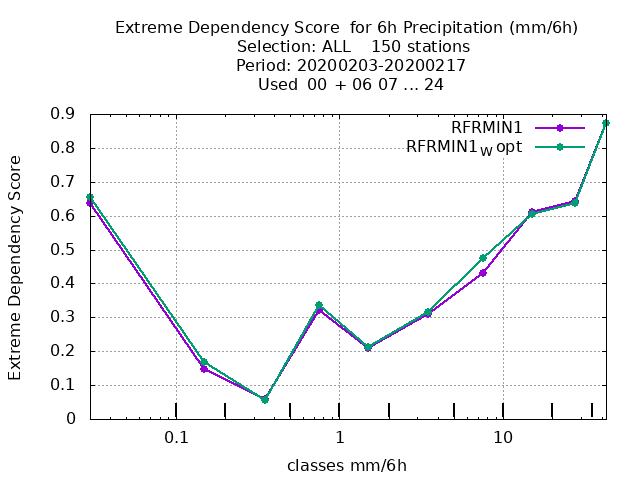 Extreme Dependency Score  for 6h Precipitation (mm/6h)
Selection: ALL    150 stations
Period: 20200203-20200217
Used  00 + 06 07 ... 24
RFRMIN1
RFRMIN1W opt
Extreme Dependency Score
0.9
0.8
0.7
0.6
0.5
0.4
0.3
0.2
0.1
0
0.1 1 10
classes mm/6h